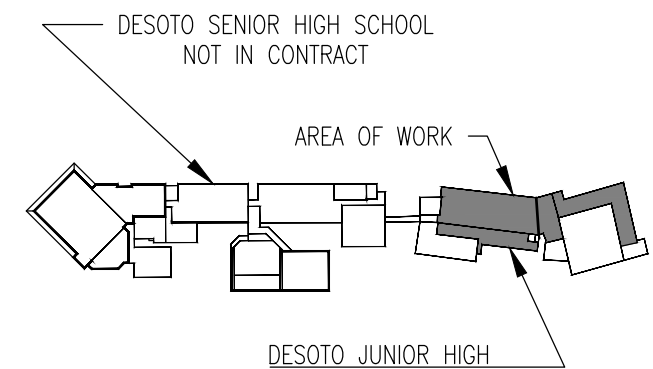 DESOTO SENIOR HIGH SCHOOL
NOT IN CONTRACT
AREA OF WORK
DESOTO JUNIOR HIGH